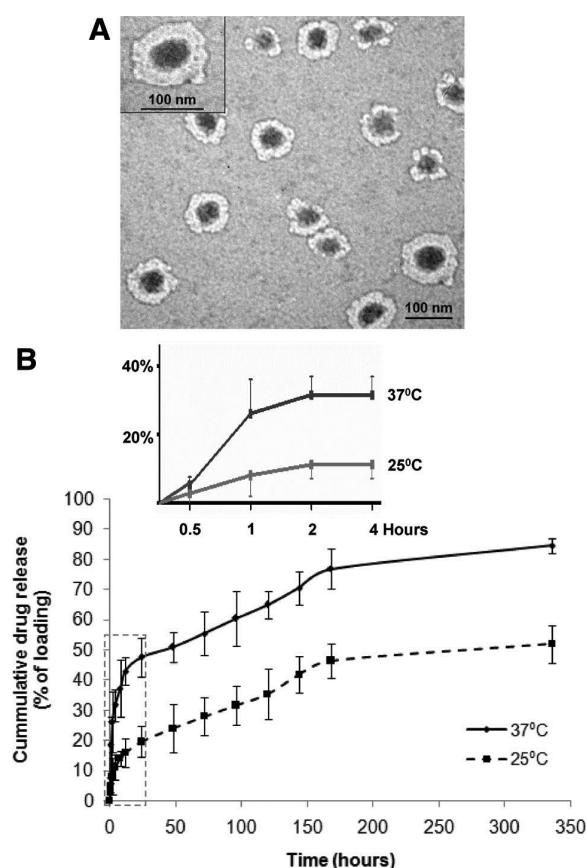 A
100 nm
100 nm
B
40%
20%
37⁰C
25⁰C
0.5 1 2 4 Hours
Cummulative drug release
(% of loading)
100
90
80
70
60
50
40
30
20
10
0
37⁰C
25⁰C
0 50 100 150 200 250 300 350
Time (hours)